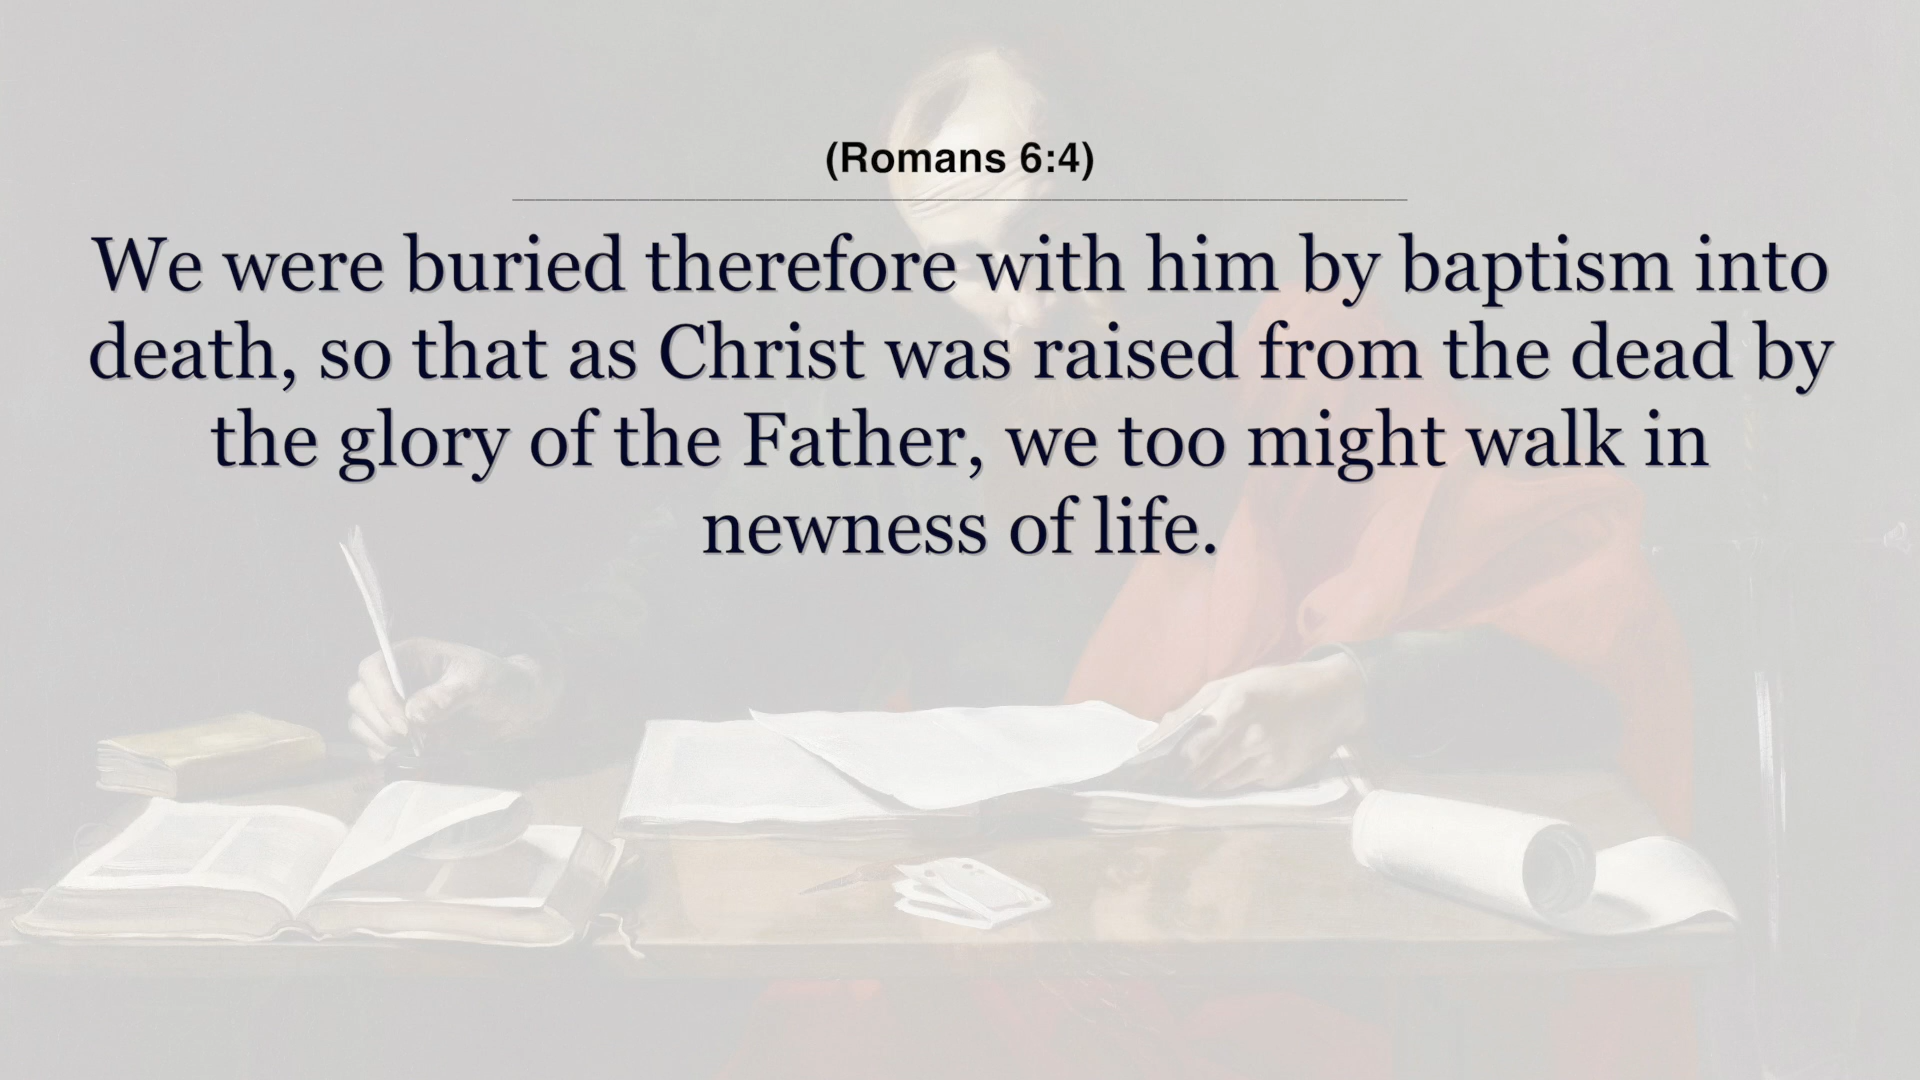 (Romans 6:4)
We were buried therefore with him by baptism into
death, so that as Christ was raised from the dead by
the glory of the Father, we too might walk in
newness of life.